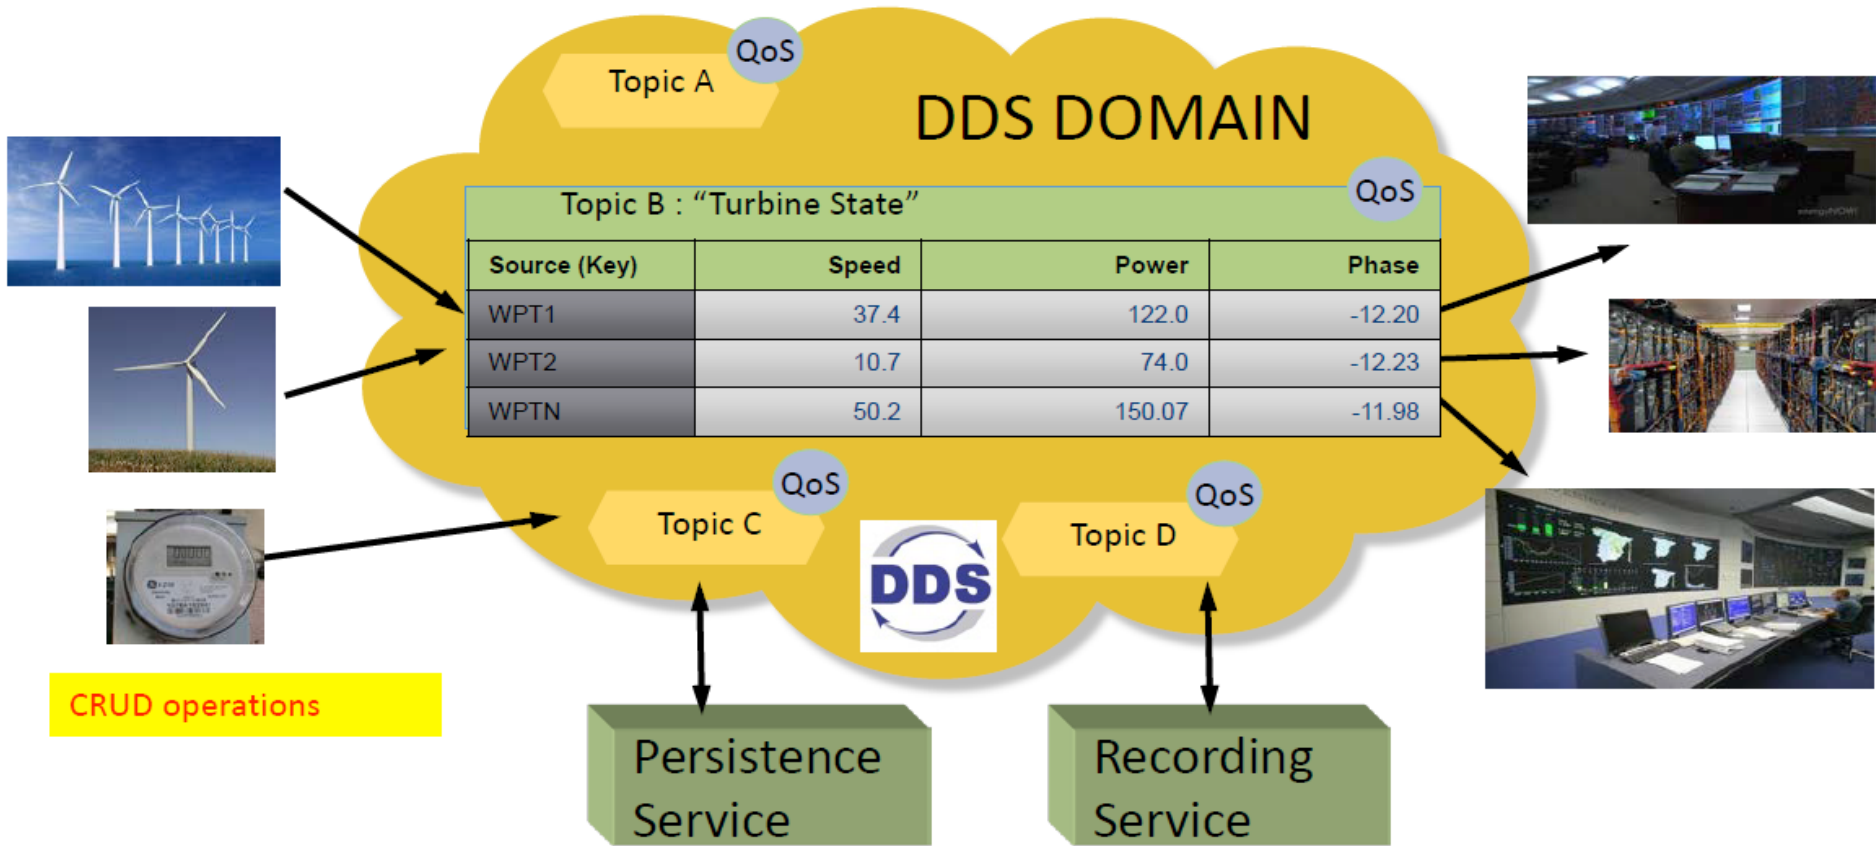 QoS
Topic A
DDS DOMAIN
Topic B : “Turbine State”
QoS
Source (Key) Speed Power Phase
WPT1 37.4 122.0 -12.20
WPT2 10.7 74.0 -12.23
WPTN 50.2 150.07 -11.98
QoS
QoS
Topic C
Topic D
DDS
CRUD operations
Persistence
Service
Recording
Service